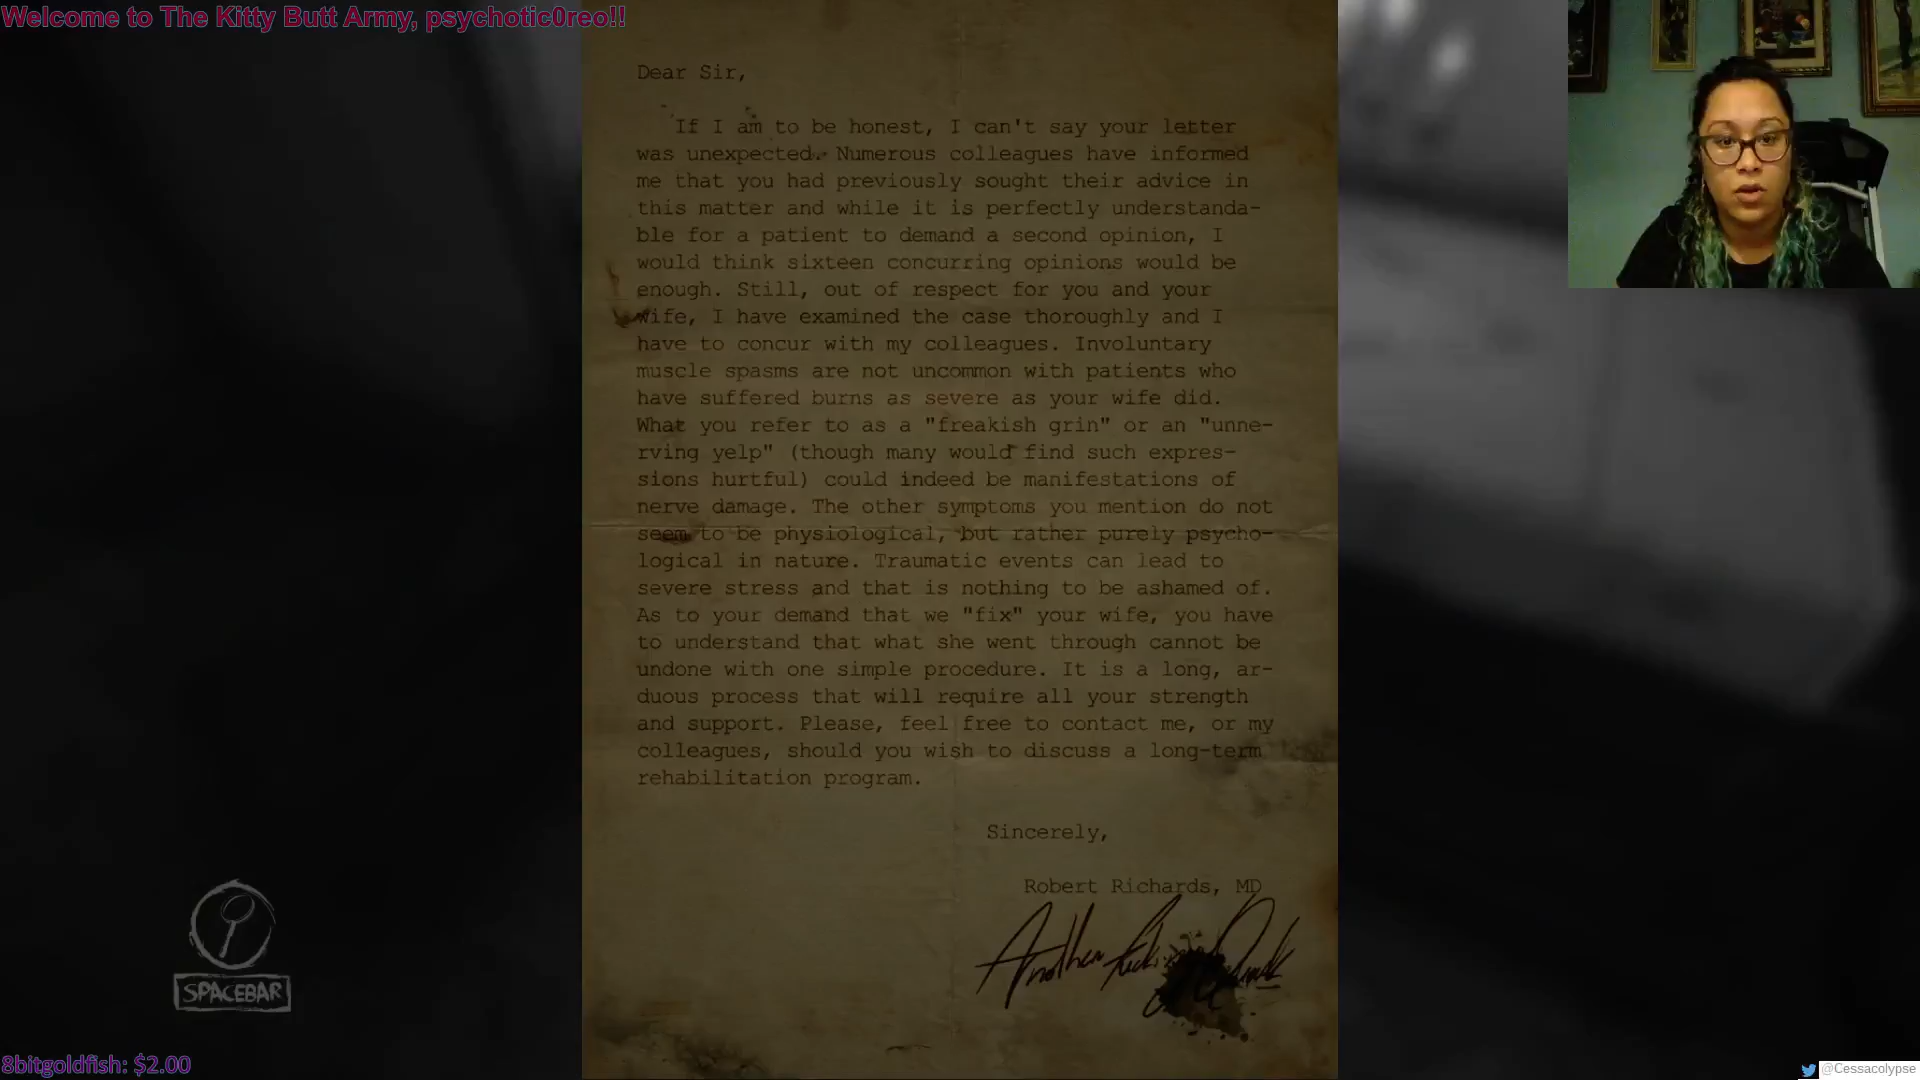 Welcome to The Kitty Butt Army, psychotic0reo!!
Dear Sir,
If I am to be honest, I can't say your letter
was unexpected. Numerous colleagues have informed
me that you had previously sought their advice in
this matter and while it is perfectly understanda-
ble for a patient to demand a second opinion, I
would think sixteen concurring opinions would be
enough. Still, out of respect for you and your
wife, I have examined the case thoroughly and I
have to concur with my colleagues. Involuntary
muscle spasms are not uncommon with patients who
have suffered burns as severe as your wife did.
What you refer to as a "freakish grin" or an "unne-
rving yelp" (though many would find such expres-
sions hurtful) could indeed be manifestations of
nerve damage. The other symptoms you mention do not
seem to be physiological, but rather purely psycho-
logical in nature. Traumatic events can lead to
severe stress and that is nothing to be ashamed of.
As to your demand that we "fix" your wife, you have
to understand that what she went through cannot be
undone with one simple procedure. It is a long, ar-
duous process that will require all your strength
and support. Please, feel free to contact me, or my
colleagues, should you wish to discuss a long-term
rehabilitation program.
Sincerely,
Robert Richards, MD
Another
SPACEBAR
8bitgoldfish: $2.00
@Cessacolypse